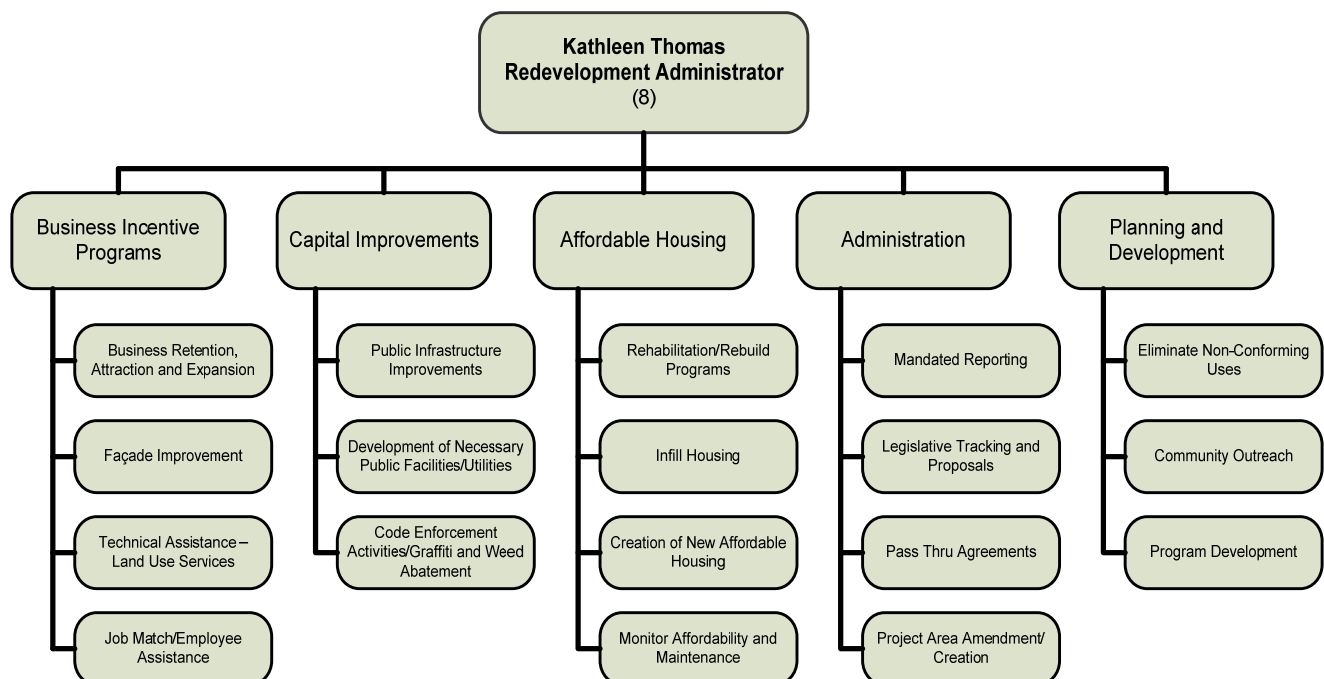 Kathleen Thomas
Redevelopment Administrator
(8)
Business Incentive
Programs
Business Retention,
Attraction and Expansion
Façade Improvement
Technical Assistance–
Land Use Services
Job Match/Employee
Assistance
Capital Improvements
Public Infrastructure
Improvements
Development of Necessary
Public Facilities/Utilities
Code Enforcement
Activities/Graffiti and Weed
Abatement
Affordable Housing
Rehabilitation/Rebuild
Programs
Infill Housing
Creation of New Affordable
Housing
Monitor Affordability and
Maintenance
Administration
Mandated Reporting
Legislative Tracking and
Proposals
Pass Thru Agreements
Project Area Amendment/
Creation
Planning and
Development
Eliminate Non-Conforming
Uses
Community Outreach
Program Development